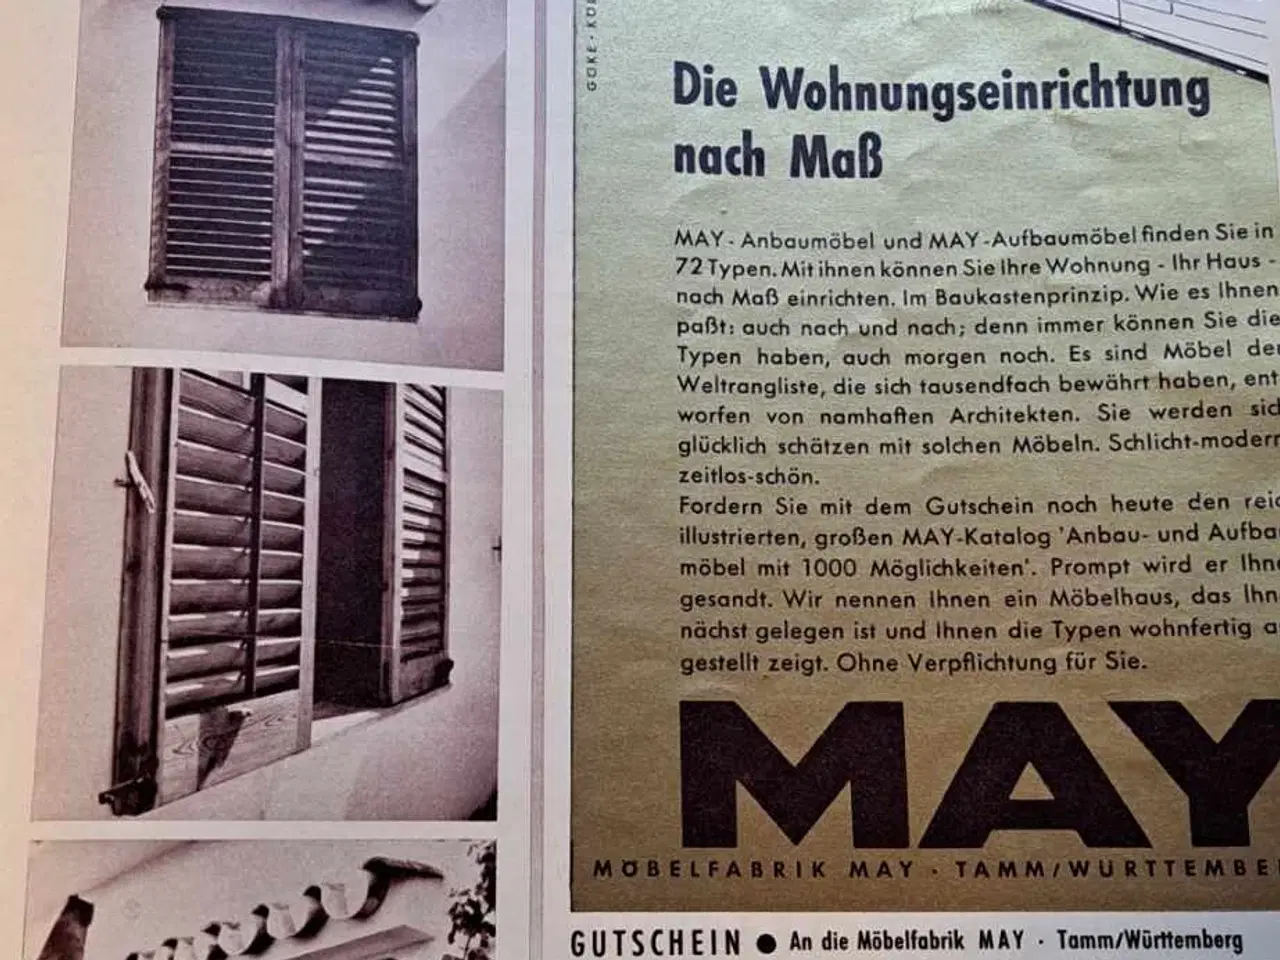 GÖKE · KÖL
Die Wohnungseinrichtung
nach Maß
MAY- Anbaumöbel und MAY-Aufbaumöbel finden Sie in
72 Typen. Mit ihnen können Sie Ihre Wohnung - Ihr Haus -
nach Maß einrichten. Im Baukastenprinzip. Wie es Ihnen
paßt: auch nach und nach; denn immer können Sie die
Typen haben, auch morgen noch. Es sind Möbel der
Weltrangliste, die sich tausendfach bewährt haben, ent
worfen von namhaften Architekten. Sie werden sich
glücklich schätzen mit solchen Möbeln. Schlicht-modern
zeitlos-schön.
Fordern Sie mit dem Gutschein noch heute den reic
illustrierten, großen MAY-Katalog 'Anbau- und Aufba
möbel mit 1000 Möglichkeiten'. Prompt wird er Ihne
gesandt. Wir nennen Ihnen ein Möbelhaus, das Ihn
nächst gelegen ist und Ihnen die Typen wohnfertig a
gestellt zeigt. Ohne Verpflichtung für Sie.
MAY
MÖBELFABRIK MAY · TAMM/WURTTEMBE
GUTSCHEIN ● An die Möbelfabrik MAY · Tamm/Württemberg